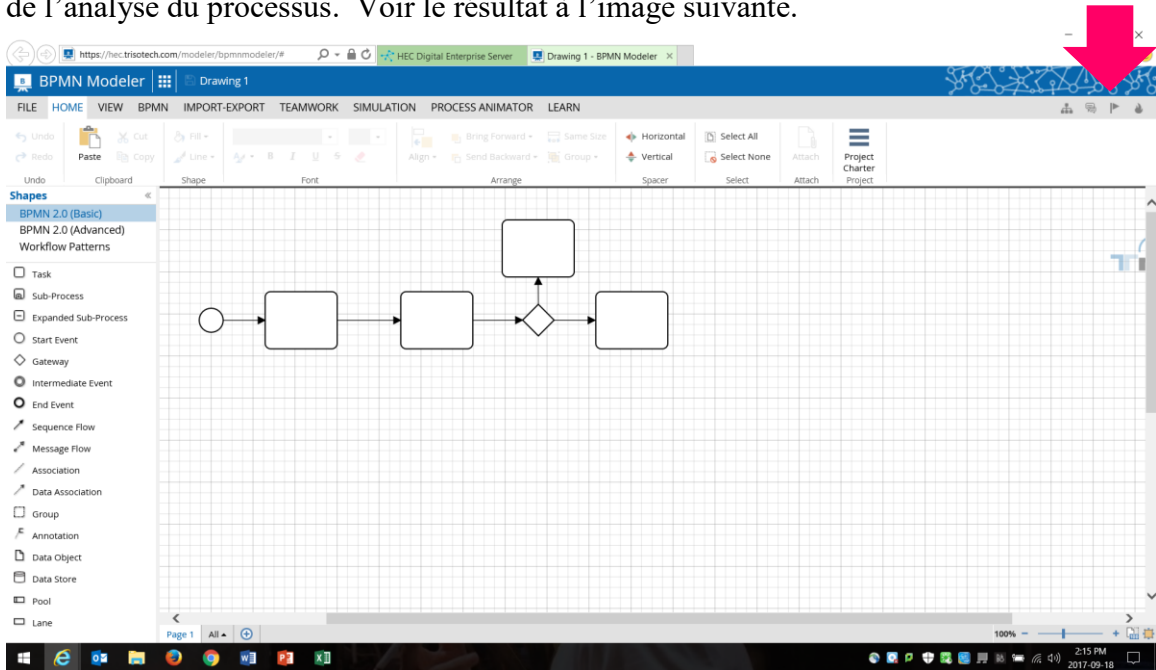 de l'analyse du processus. Voir le résultat à l'image suivante.
https://hec.trisotech.com/modeler/bpmnmodeler/# HEC Digital Enterprise Server Drawing 1 - BPMN Modeler
BPMN Modeler Drawing 1
FILE HOME VIEW BPMN IMPORT-EXPORT TEAMWORK SIMULATION PROCESS ANIMATOR LEARN
Undo Cut Fill Bring Forward Same Size Horizontal Select All
Redo Paste Copy Line B I U S Align Send Backward Group Vertical Select None Attach Project
Charter
Undo Clipboard Shape Font Arrange Spacer Select Attach Project
Shapes
BPMN 2.0 (Basic)
BPMN 2.0 (Advanced)
Workflow Patterns
Task
Sub-Process
Expanded Sub-Process
Start Event
Gateway
Intermediate Event
End Event
Sequence Flow
Message Flow
Association
Data Association
Group
Annotation
Data Object
Data Store
Pool
Lane
Page 1 All 100%
2:15 PM
2017-09-18